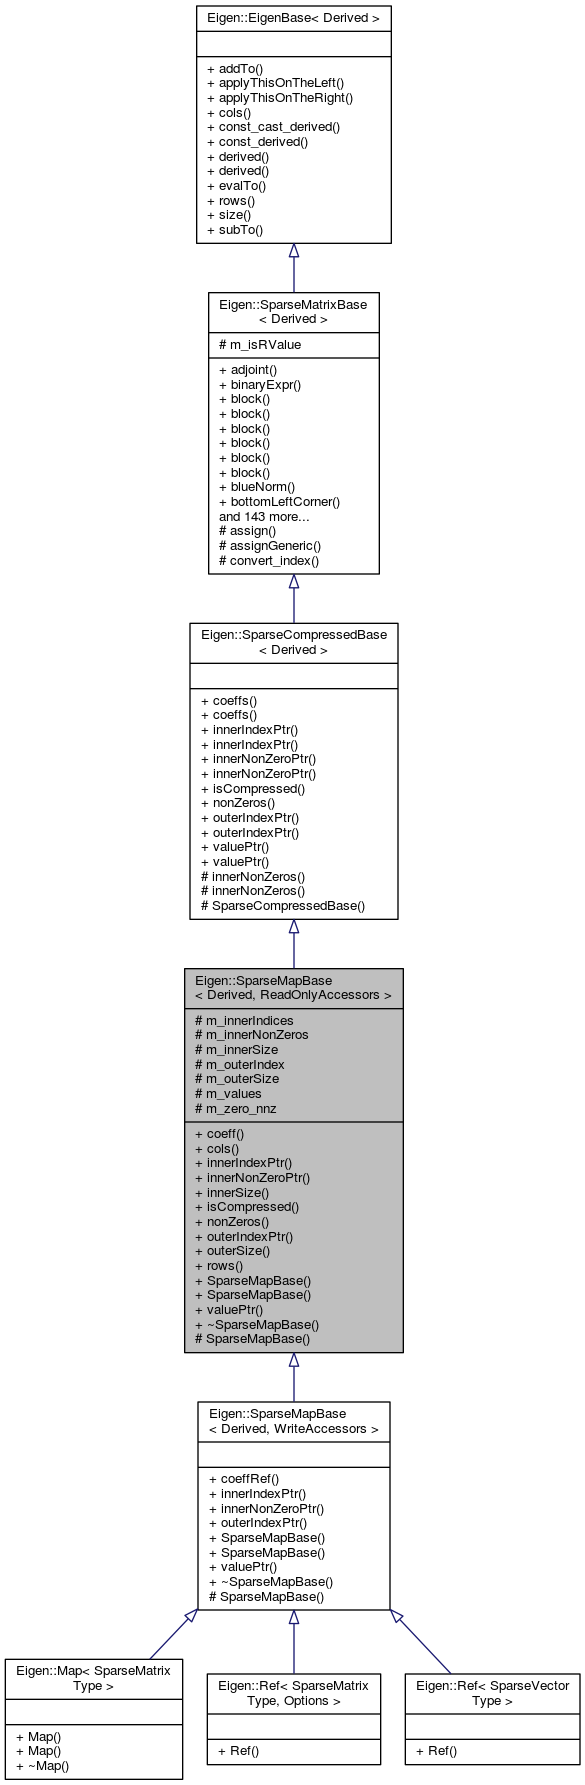 Eigen::EigenBase< Derived >
+ addTo()
+ applyThisOnTheLeft()
+ applyThisOnTheRight()
+ cols()
+ const_cast_derived()
+ const_derived()
+ derived()
+ derived()
+ evalTo()
+ rows()
+ size()
+ subTo()
Eigen::SparseMatrixBase
< Derived >
# m_isRValue
+ adjoint()
+ binaryExpr()
+ block()
+ block()
+ block()
+ block()
+ block()
+ block()
+ blueNorm()
+ bottomLeftCorner()
and 143 more...
# assign()
# assignGeneric()
# convert_index()
Eigen::SparseCompressedBase
< Derived >
+ coeffs()
+ coeffs()
+ innerIndexPtr()
+ innerIndexPtr()
+ innerNonZeroPtr()
+ innerNonZeroPtr()
+ isCompressed()
+ nonZeros()
+ outerIndexPtr()
+ outerIndexPtr()
+ valuePtr()
+ valuePtr()
# innerNonZeros()
# innerNonZeros()
# SparseCompressedBase()
Eigen::SparseMapBase
< Derived, ReadOnlyAccessors >
# m_innerIndices
# m_innerNonZeros
# m_innerSize
# m_outerIndex
# m_outerSize
# m_values
# m_zero_nnz
+ coeff()
+ cols()
+ innerIndexPtr()
+ innerNonZeroPtr()
+ innerSize()
+ isCompressed()
+ nonZeros()
+ outerIndexPtr()
+ outerSize()
+ rows()
+ SparseMapBase()
+ SparseMapBase()
+ valuePtr()
+ ~SparseMapBase()
# SparseMapBase()
Eigen::SparseMapBase
< Derived, WriteAccessors >
+ coeffRef()
+ innerIndexPtr()
+ innerNonZeroPtr()
+ outerIndexPtr()
+ SparseMapBase()
+ SparseMapBase()
+ valuePtr()
+ ~SparseMapBase()
# SparseMapBase()
Eigen::Map< SparseMatrix
Type >
+ Map()
+ Map()
+ ~Map()
Eigen::Ref< SparseMatrix
Type, Options >
+ Ref()
Eigen::Ref< SparseVector
Type >
+ Ref()